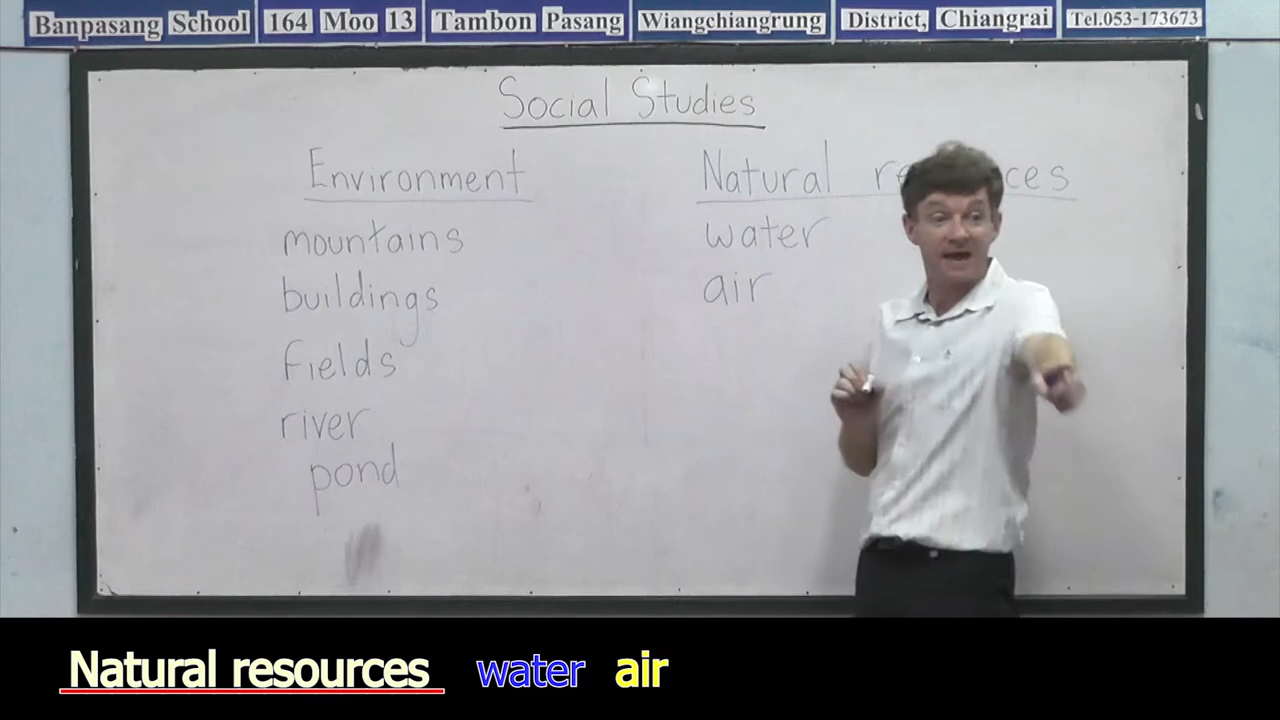 Banpasang School 164 Moo 13 Tambon Pasang Wiangchiangrung District, Chiangrai Tel.053-173673
Social Studies
Environment
mountains
buildings
fields
river
pond
Natural
water
air
Natural resources water air